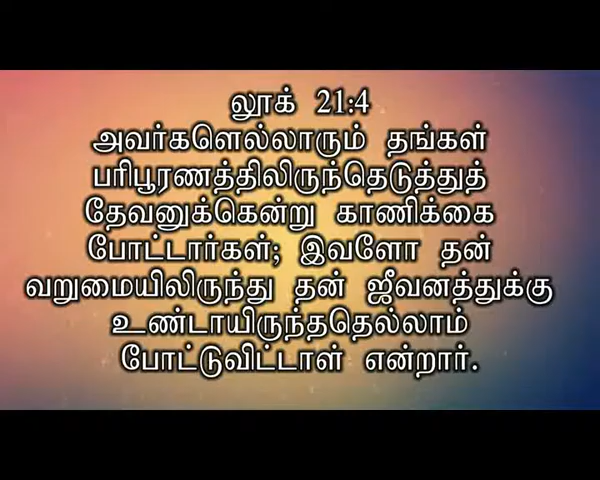 லூக் 21:4
அவர்களெல்லாரும் தங்கள்
பரிபூரணத்திலிருந்தெடுத்துத்
தேவனுக்கென்று காணிக்கை
போட்டார்கள்; இவளோ தன்
வறுமையிலிருந்து தன் ஜீவனத்துக்கு
உண்டாயிருந்ததெல்லாம்
போட்டுவிட்டாள் என்றார்.